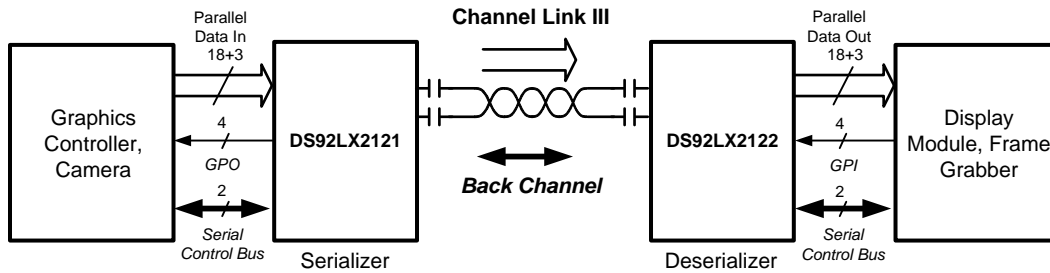 Channel Link III
Parallel
Data In
18+3
Parallel
Data Out
18+3
Graphics
Controller,
Camera
4
GPO
2
Serial
Control Bus
DS92LX2121
Serializer
Back Channel
DS92LX2122
Deserializer
4
GPI
2
Serial
Control Bus
Display
Module, Frame
Grabber